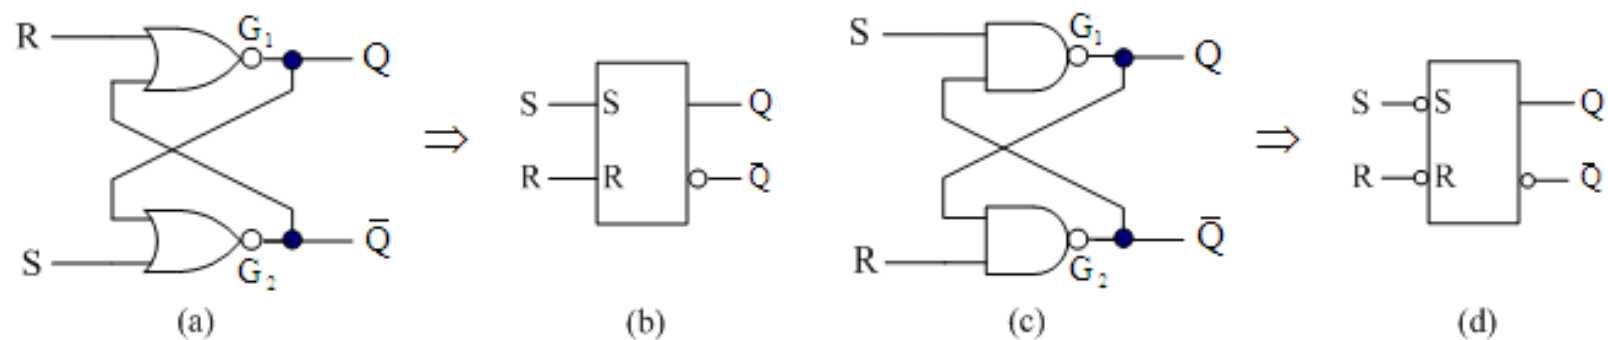 R G₁ Q
S G₂ Q̅
(a)
⇒
S S Q
R R Q̅
(b)
S G₁ Q
R G₂ Q̅
(c)
⇒
S S Q
R R Q̅
(d)